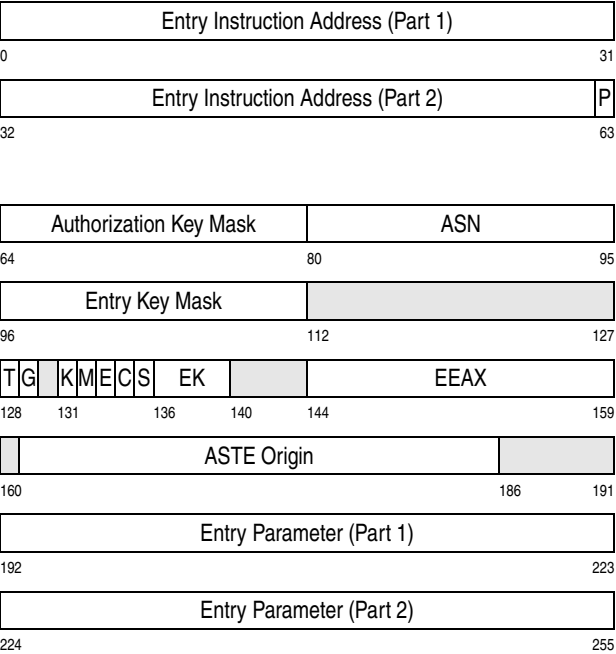 Entry Instruction Address (Part 1)
0 31
Entry Instruction Address (Part 2) P
32 63
Authorization Key Mask ASN
64 80 95
Entry Key Mask
96 112 127
T G K M E C S EK EEAX
128 131 136 140 144 159
ASTE Origin
160 186 191
Entry Parameter (Part 1)
192 223
Entry Parameter (Part 2)
224 255